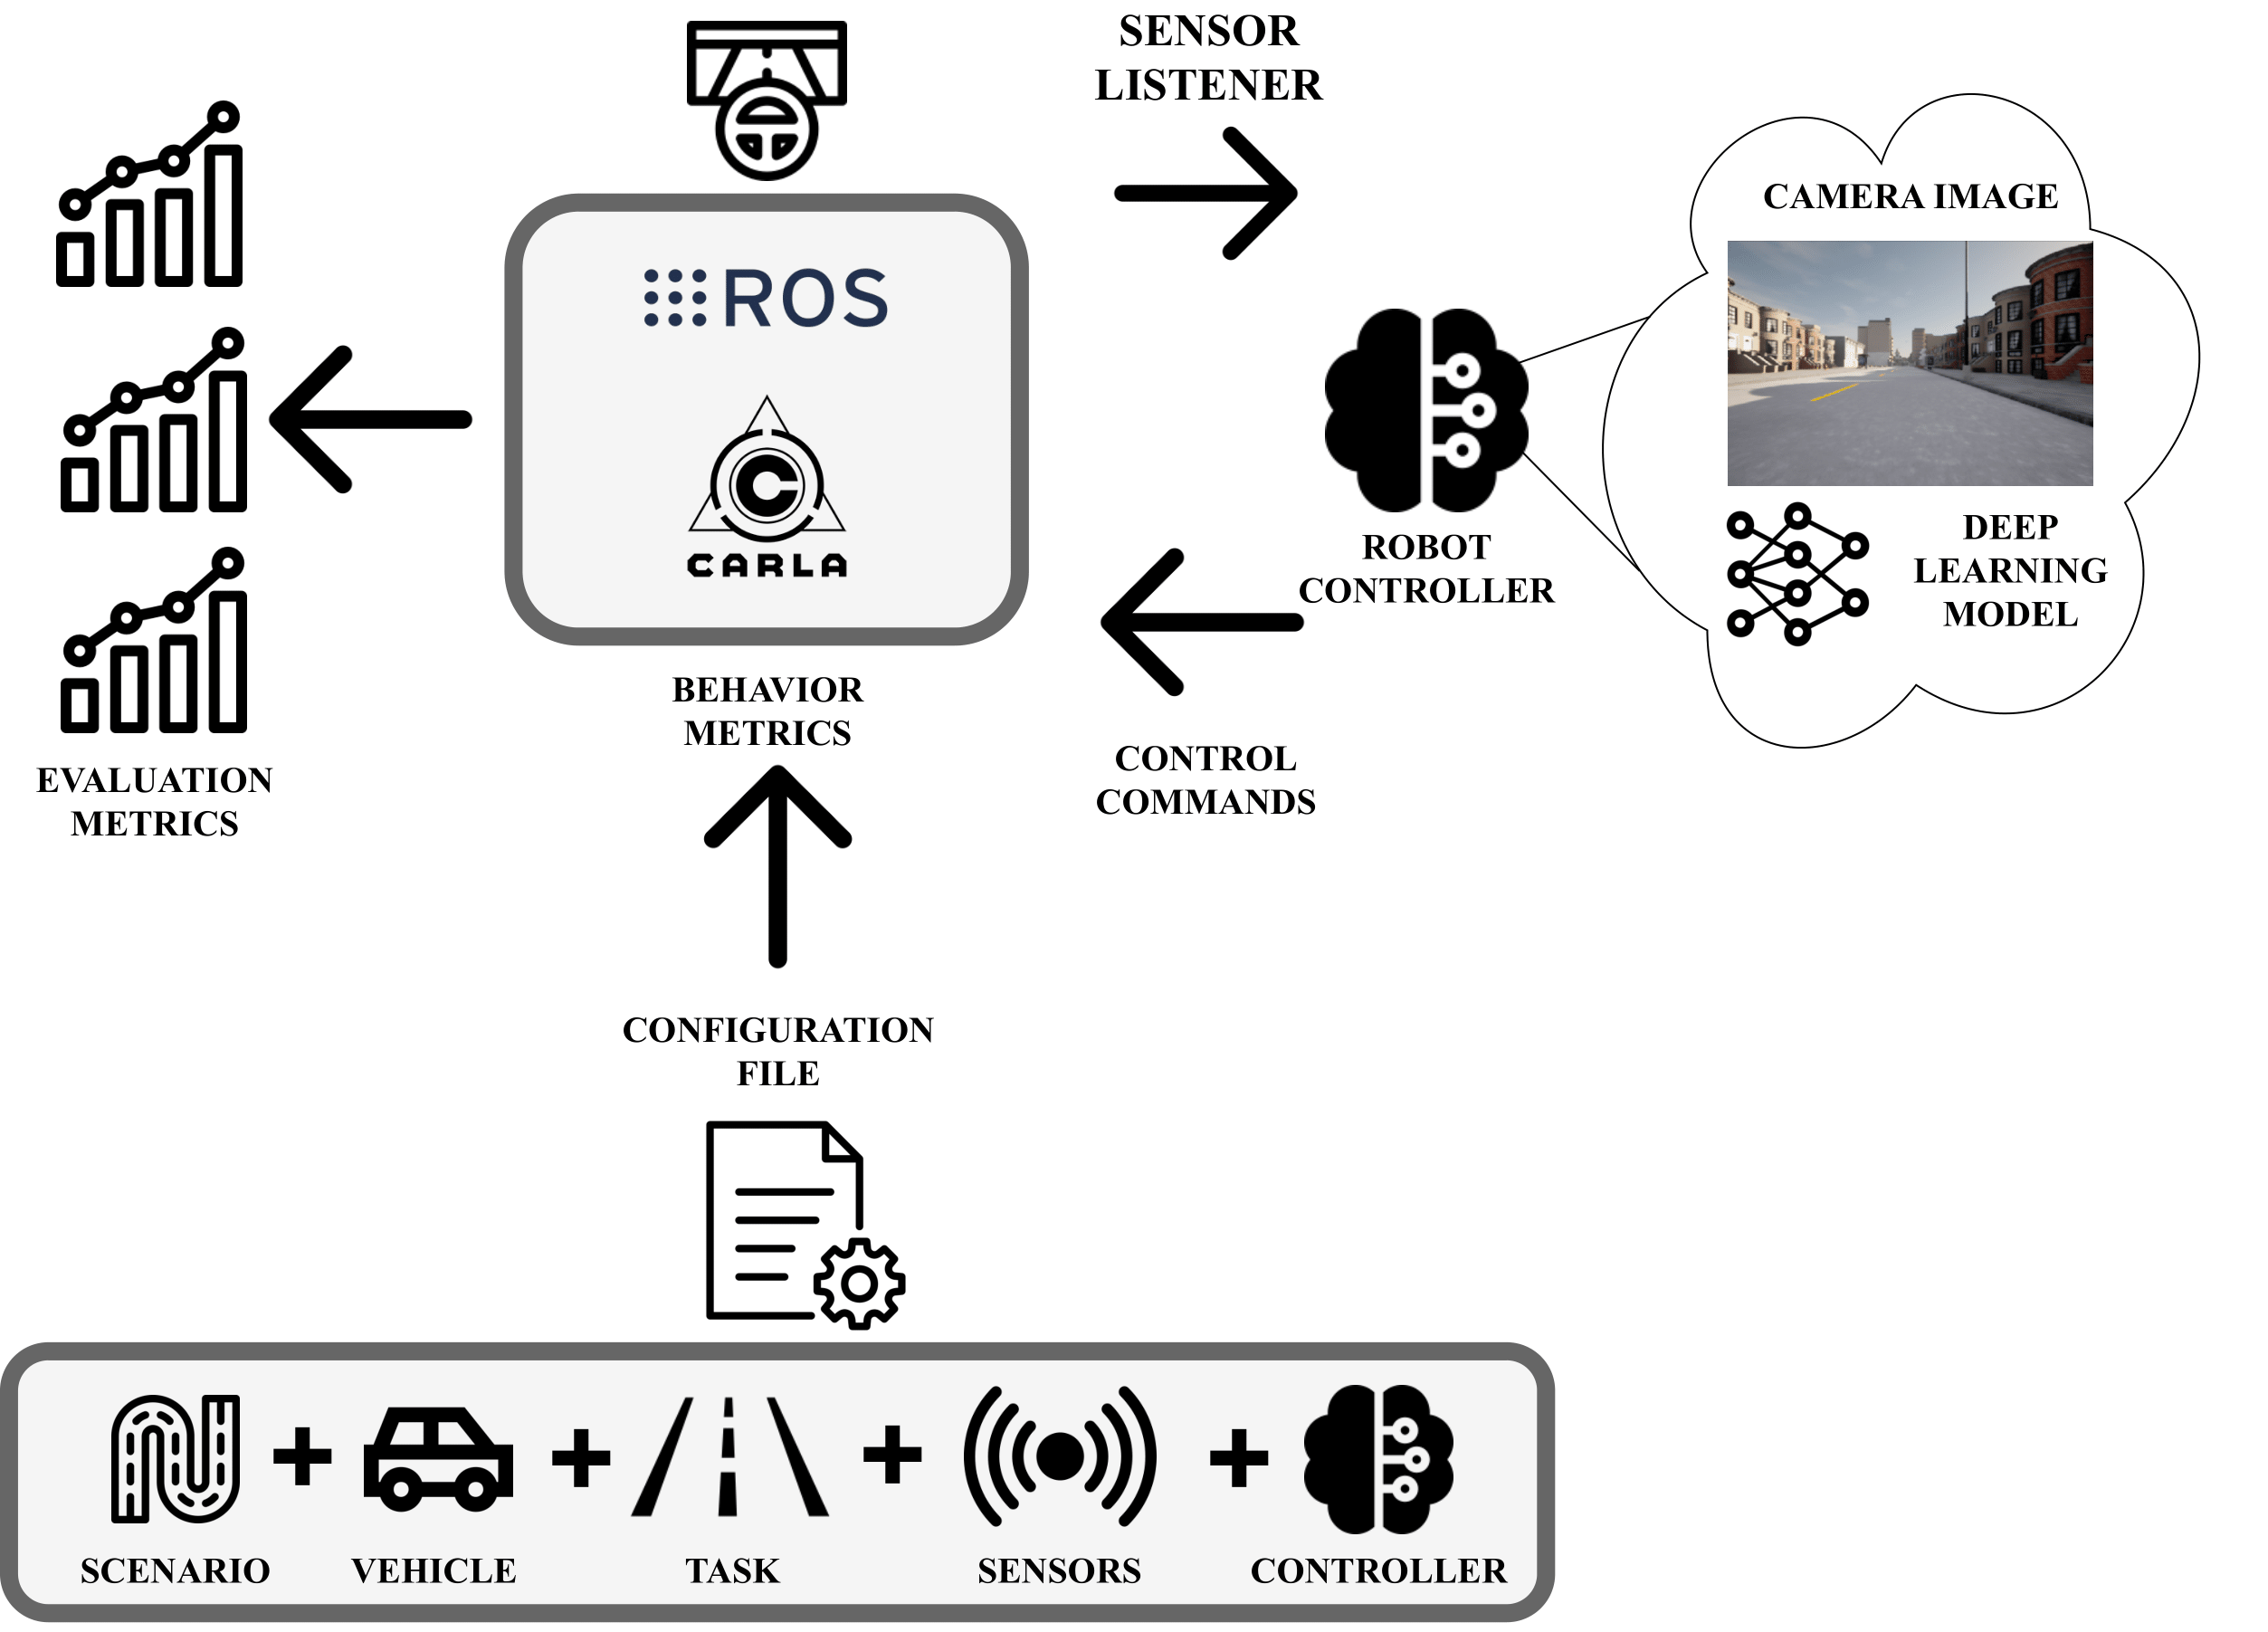 SENSOR
LISTENER
CAMERA IMAGE
ROS
CARLA
DEEP
LEARNING
MODEL
ROBOT
CONTROLLER
BEHAVIOR
METRICS
CONTROL
COMMANDS
EVALUATION
METRICS
CONFIGURATION
FILE
SCENARIO
VEHICLE
TASK
SENSORS
CONTROLLER